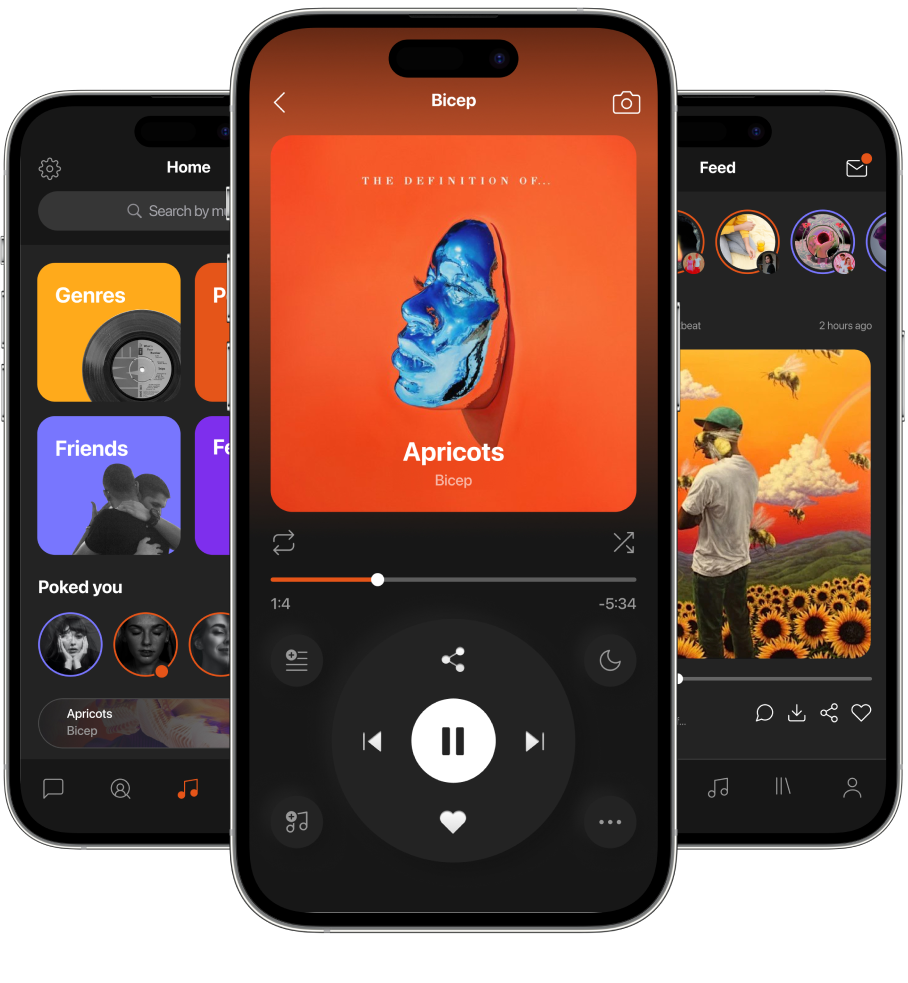 Home
Search by mu
Genres
P
Friends
Fe
Poked you
Apricots
Bicep
Bicep
THE DEFINITION OF...
Apricots
Bicep
1:4
-5:34
Feed
beat
2 hours ago